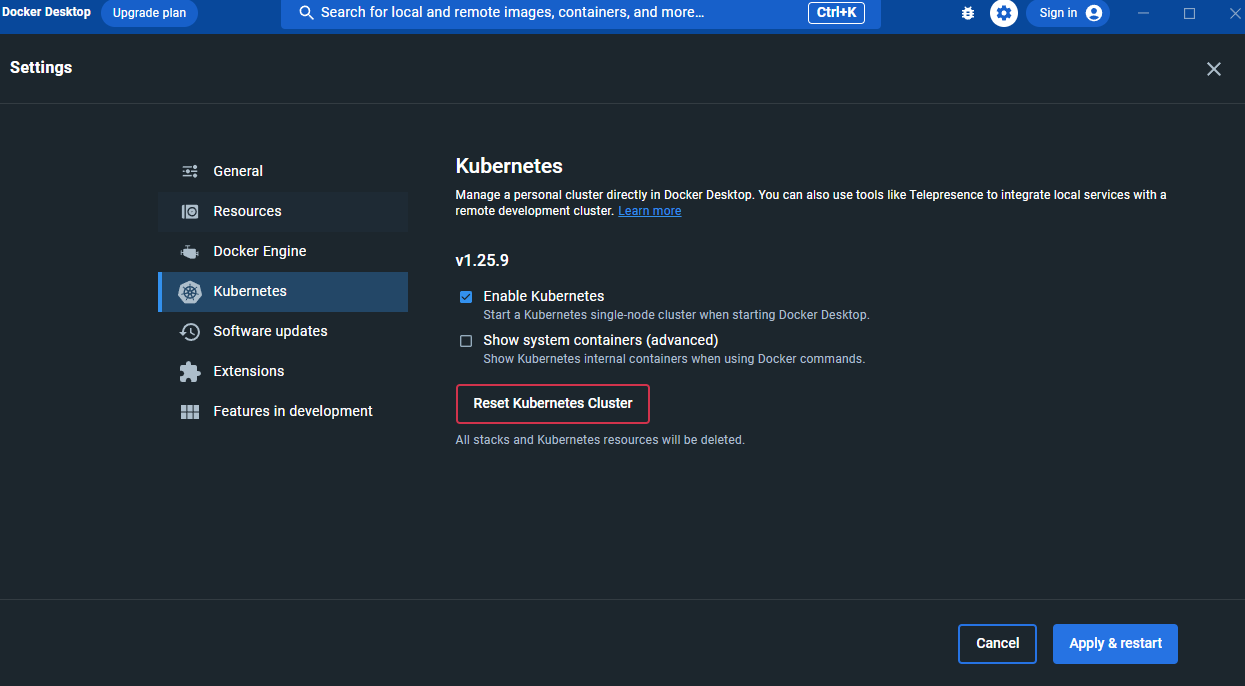 Docker Desktop
Upgrade plan
Search for local and remote images, containers, and more...
Ctrl+K
Sign in
Settings
General
Resources
Docker Engine
Kubernetes
Software updates
Extensions
Features in development
Kubernetes
Manage a personal cluster directly in Docker Desktop. You can also use tools like Telepresence to integrate local services with a
remote development cluster. Learn more
v1.25.9
Enable Kubernetes
Start a Kubernetes single-node cluster when starting Docker Desktop.
Show system containers (advanced)
Show Kubernetes internal containers when using Docker commands.
Reset Kubernetes Cluster
All stacks and Kubernetes resources will be deleted.
Cancel
Apply & restart